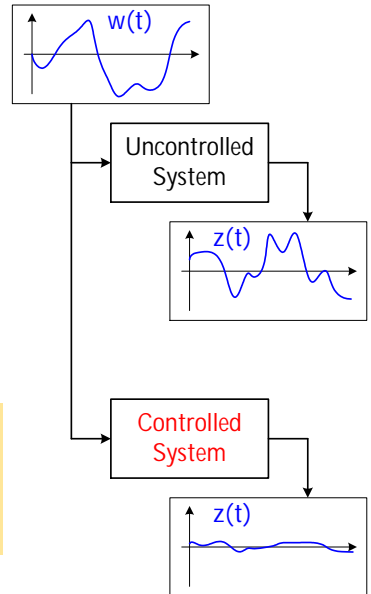 w(t)
Uncontrolled
System
z(t)
Controlled
System
z(t)